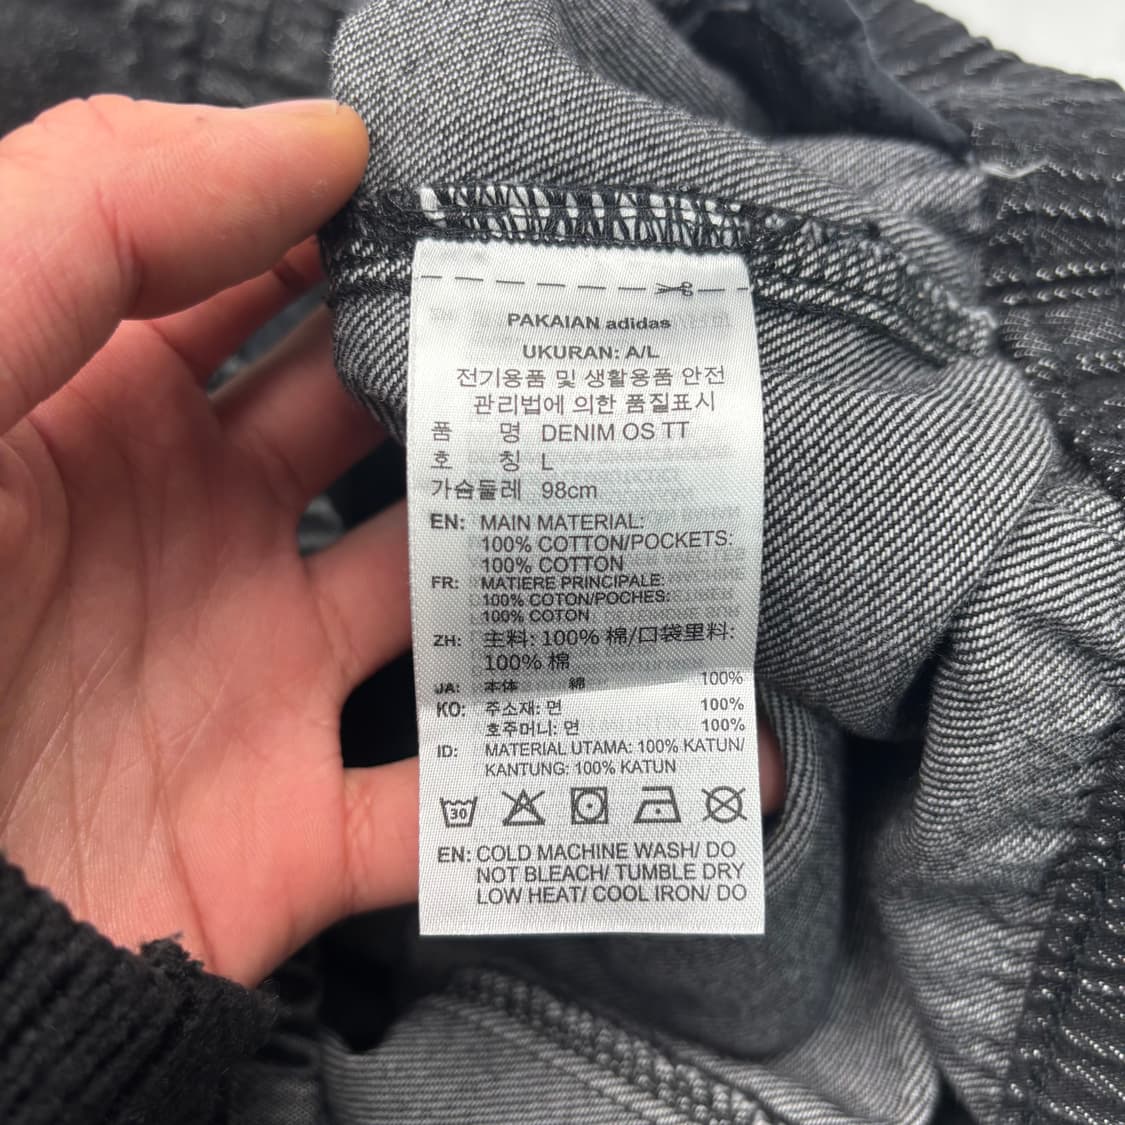 PAKAIAN adidas
UKURAN: A/L
전기용품 및 생활용품 안전
관리법에 의한 품질표시
품 명 DENIM OS TT
호 칭 L
가슴둘레 98cm
EN: MAIN MATERIAL:
100% COTTON/POCKETS:
100% COTTON
FR: MATIERE PRINCIPALE:
100% COTON/POCHES:
100% COTON
ZH: 主料: 100% 棉/口袋里料:
100% 棉
JA: 本体 綿 100%
KO: 주소재: 면 100%
호주머니: 면 100%
ID: MATERIAL UTAMA: 100% KATUN/
KANTUNG: 100% KATUN
30
EN: COLD MACHINE WASH/ DO
NOT BLEACH/ TUMBLE DRY
LOW HEAT/ COOL IRON/ DO